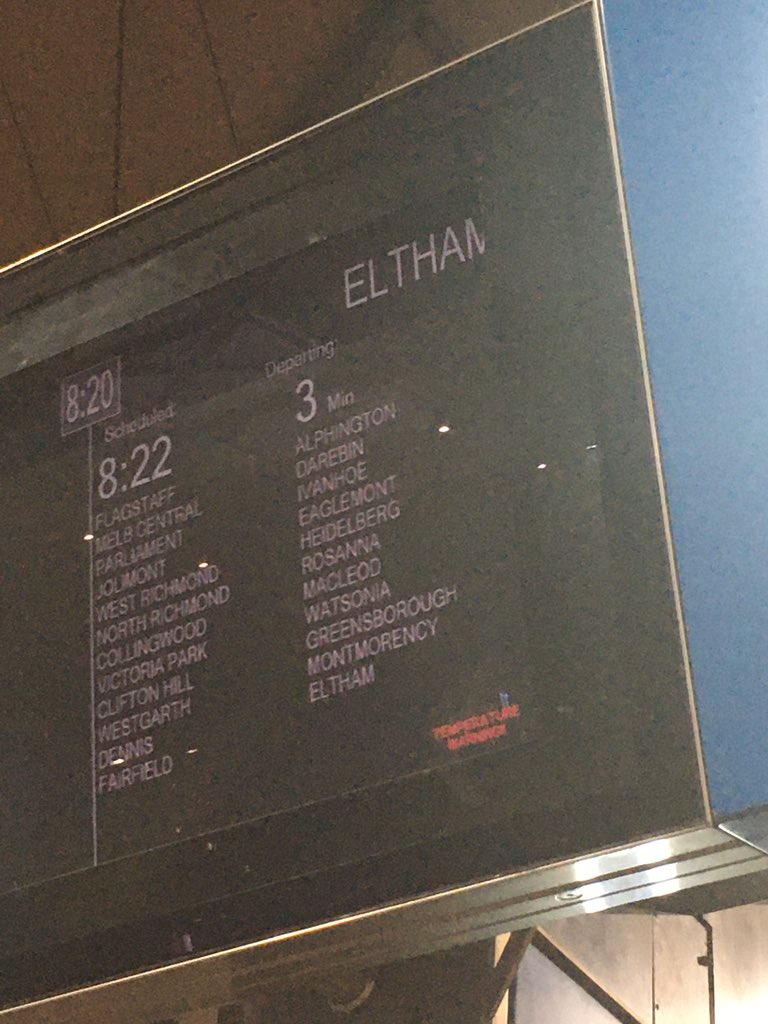 ELTHAM
8:20
Scheduled:
8:22
FLAGSTAFF
MELB CENTRAL
PARLIAMENT
JOLIMONT
WEST RICHMOND
NORTH RICHMOND
COLLINGWOOD
VICTORIA PARK
CLIFTON HILL
WESTGARTH
DENNIS
FAIRFIELD
Departing:
3 Min
ALPHINGTON
DAREBIN
IVANHOE
EAGLEMONT
HEIDELBERG
ROSANNA
MACLEOD
WATSONIA
GREENSBOROUGH
MONTMORENCY
ELTHAM
TEMPERATURE
WARNING!